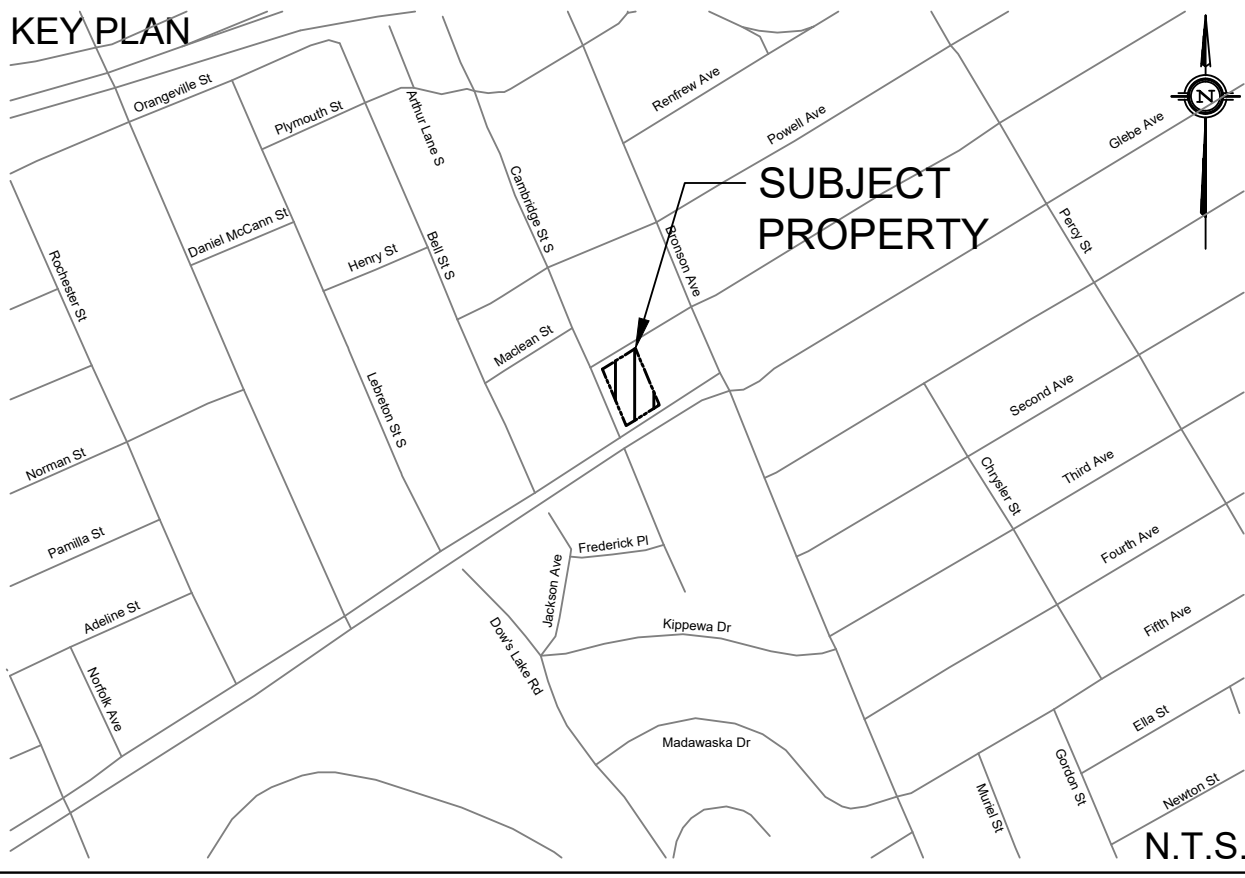 KEY PLAN
Orangeville St
Plymouth St
Arthur Lane S
Renfrew Ave
Powell Ave
Glebe Ave
N
Cambridge St S
SUBJECT
PROPERTY
Daniel McCann St
Henry St
Bell St S
Bronson Ave
Percy St
Rochester St
Maclean St
Lebreton St S
Second Ave
Third Ave
Chrysler St
Norman St
Pamilla St
Frederick Pl
Fourth Ave
Jackson Ave
Adeline St
Kippewa Dr
Fifth Ave
Dow's Lake Rd
Norfolk Ave
Madawaska Dr
Ella St
Gordon St
Muriel St
Newton St
N.T.S.